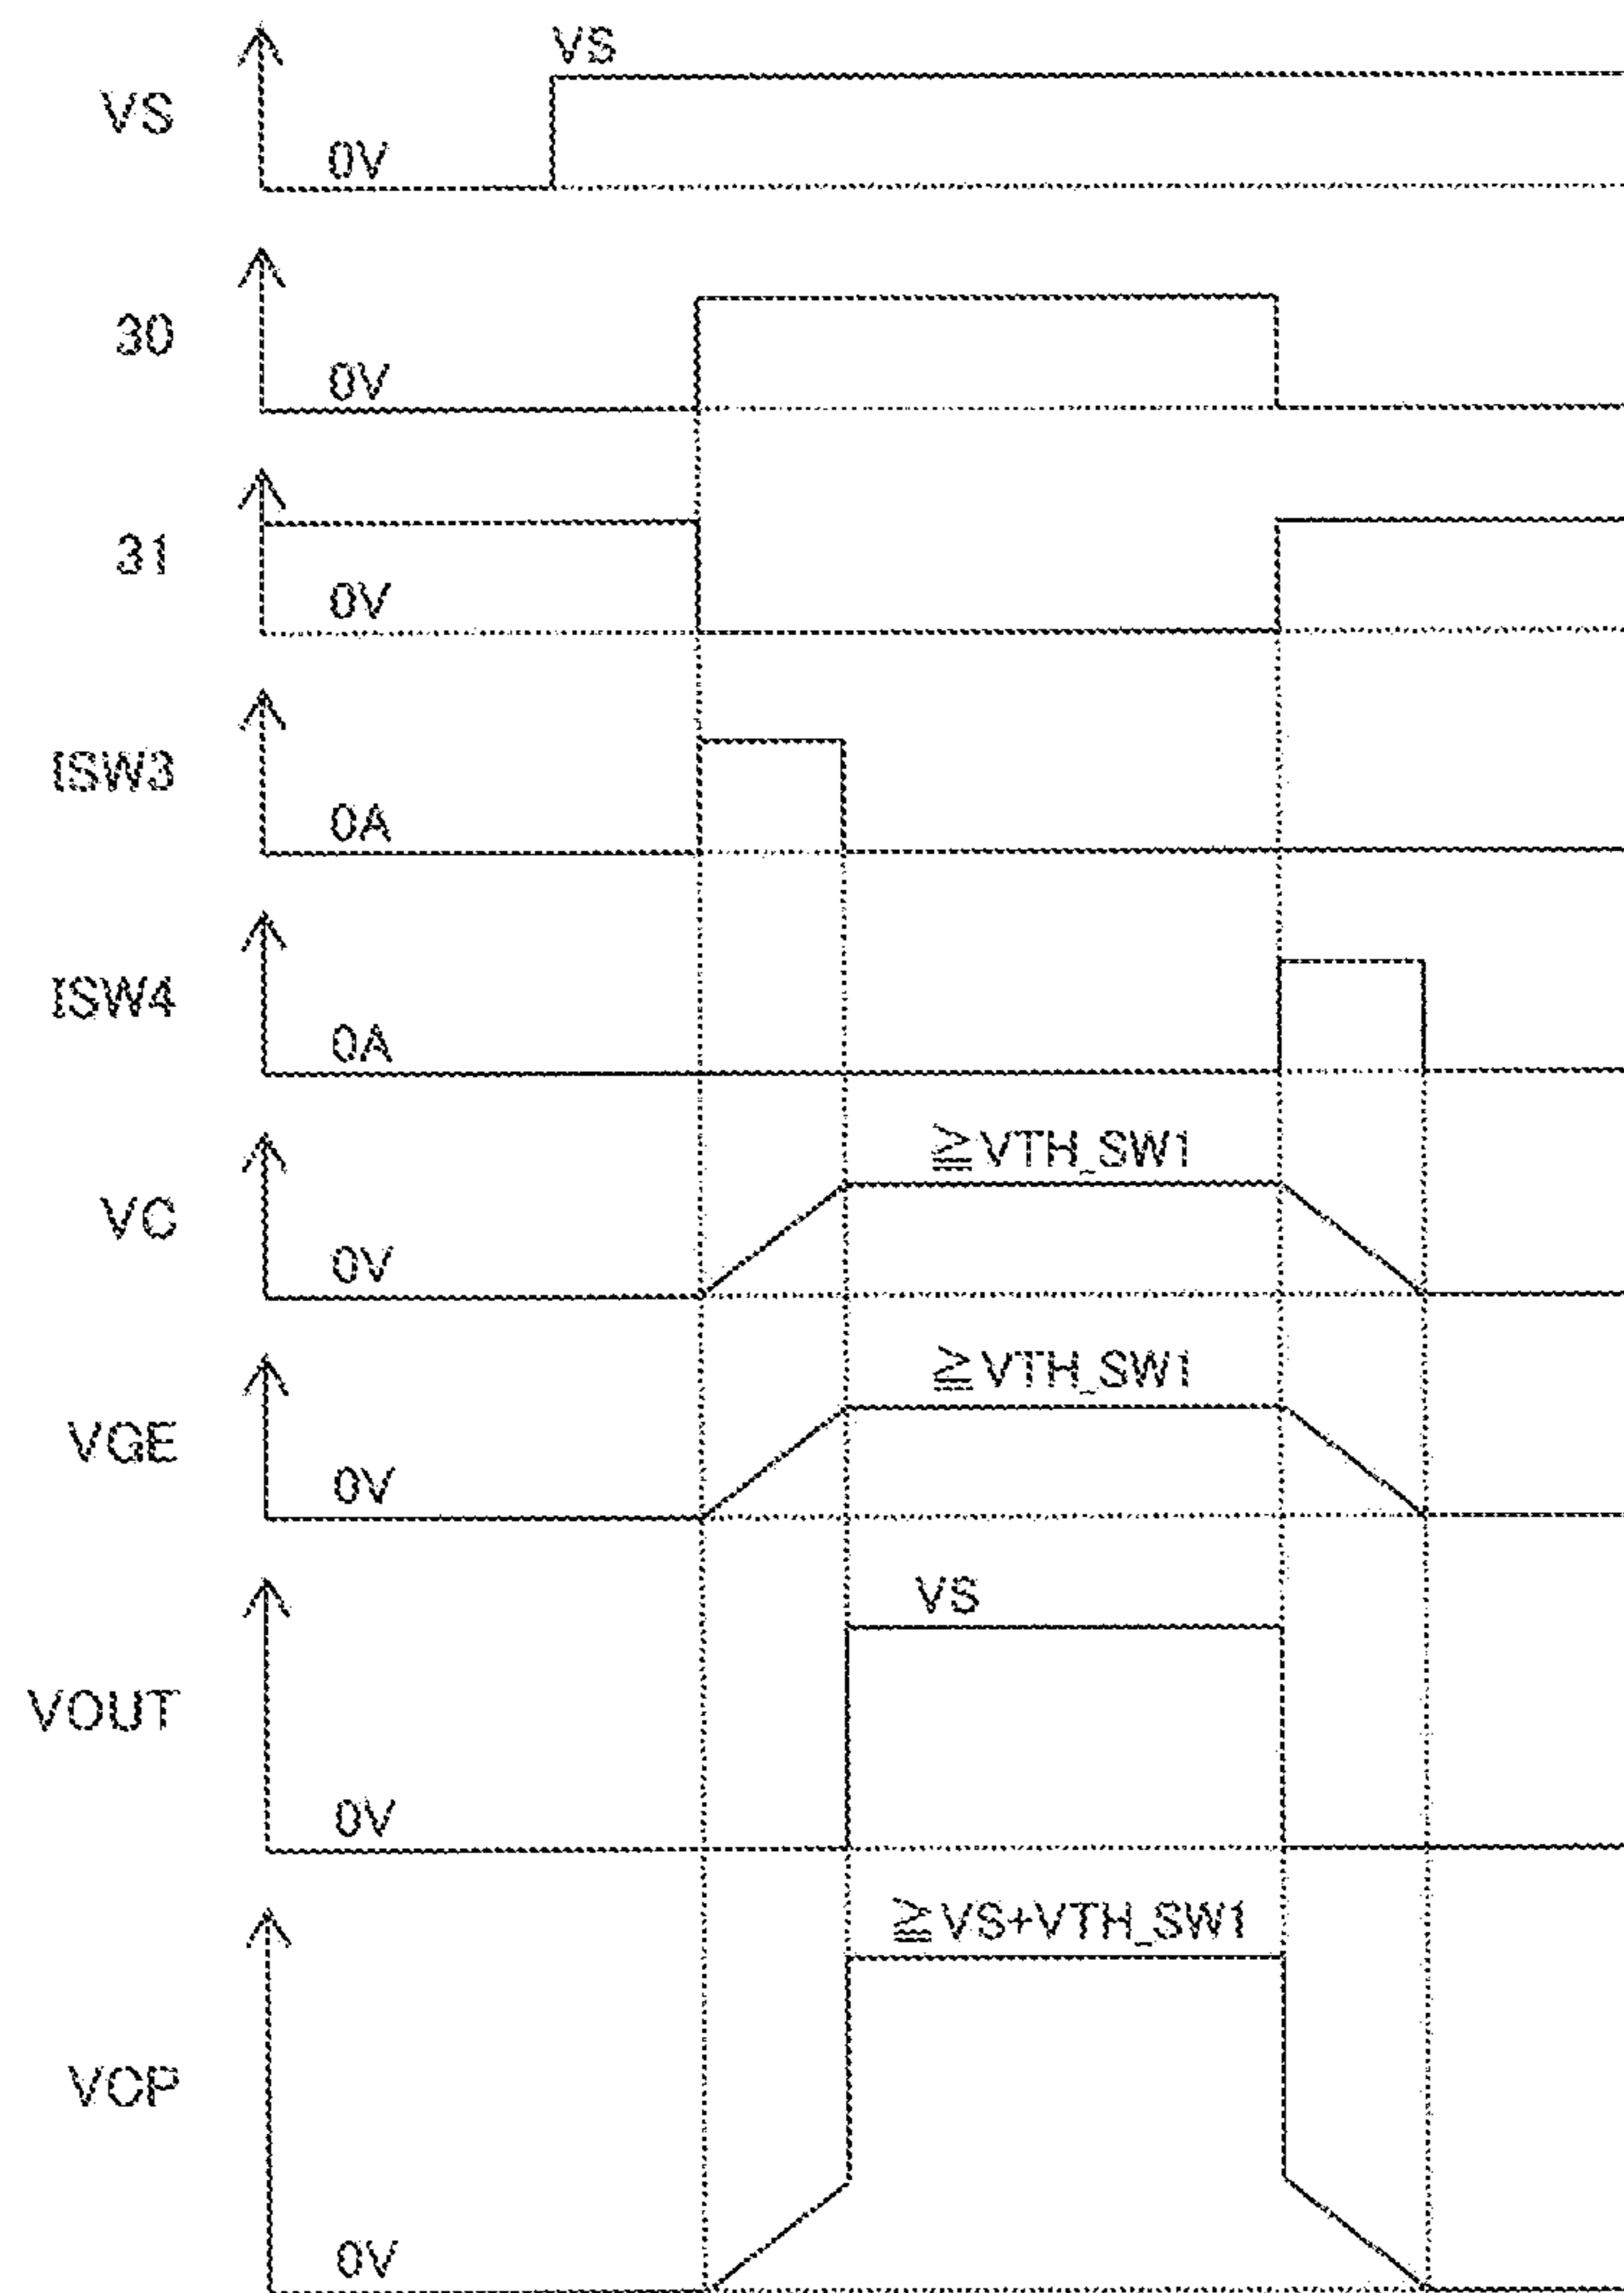 VS
VS
0V
30
0V
31
0V
ISW3
0A
ISW4
0A
≧VTH_SW1
VC
0V
≧VTH_SW1
VGE
0V
VS
VOUT
0V
≧VS+VTH_SW1
VCP
0V